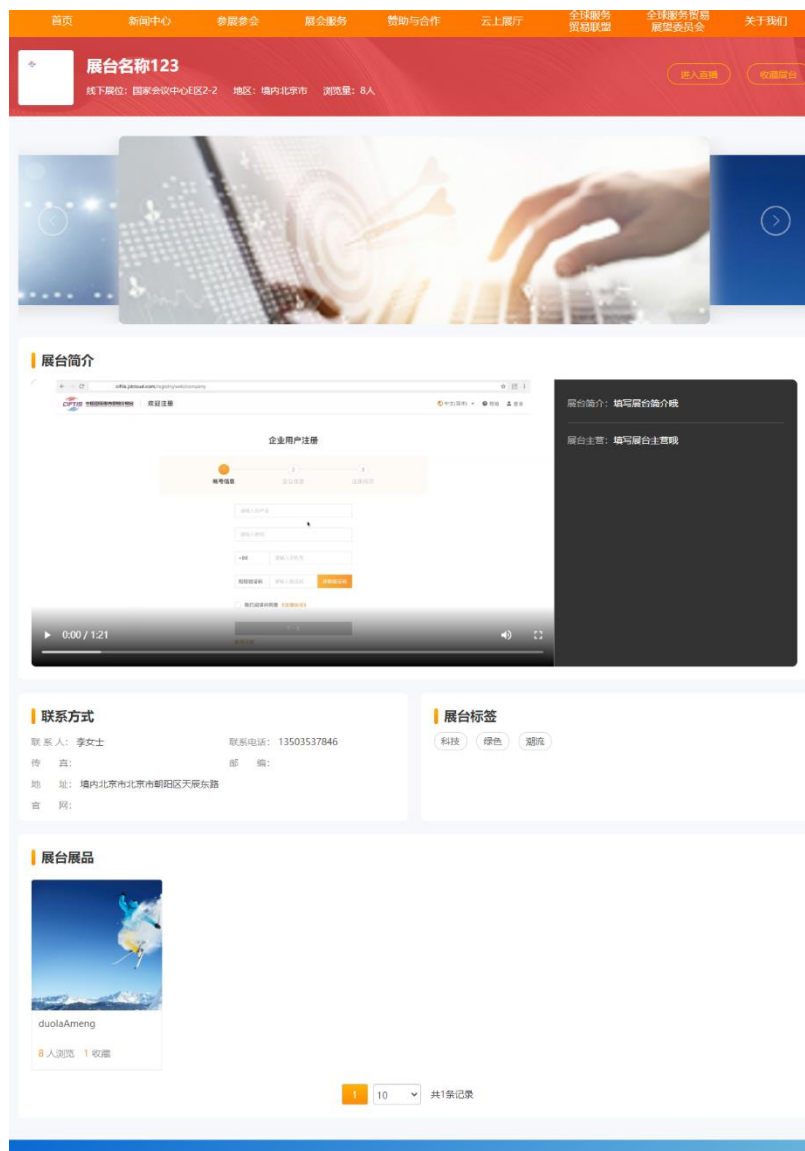 首页
新闻中心
参展参会
展会服务
赞助与合作
云上展厅
全球服务
贸易联盟
全球服务贸易
展望委员会
关于我们
展台名称123
线下展位：国家会议中心E区2-2 地区：境内北京市 浏览量：8人
进入直播
收藏展台
展台简介
欢迎注册
企业用户注册
1
2
3
账号信息
+86
0:00 / 1:21
展台简介：填写展台简介哦
展台主营：填写展台主营哦
联系方式
联 系 人：李女士
联系电话：13503537846
传 真：
邮 编：
地 址：境内北京市北京市朝阳区天辰东路
官 网：
展台标签
科技
绿色
潮流
展台展品
duolaAmeng
8 人浏览 1 收藏
1
10
共1条记录